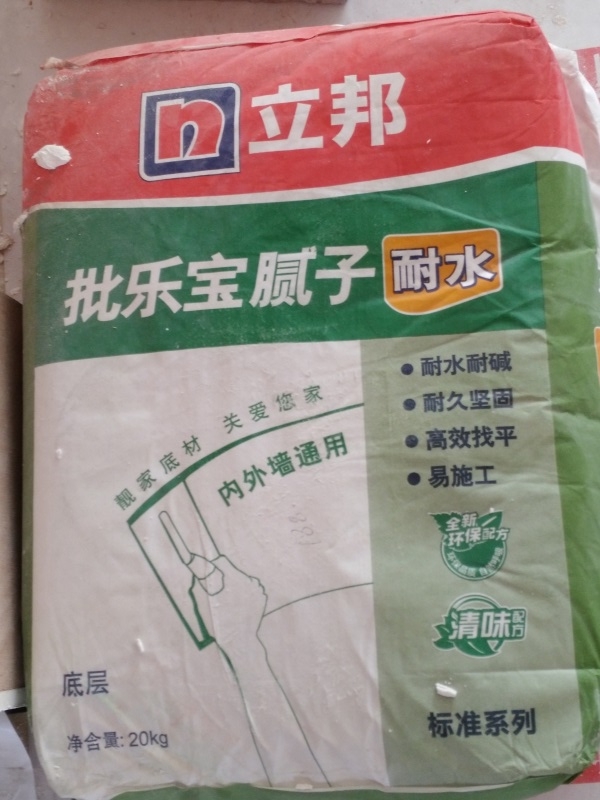 n 立邦
批乐宝腻子 耐水
耐水耐碱
耐久坚固
高效找平
易施工
靓家底材 关爱您家
内外墙通用
全新
环保配方
清味配方
底层
净含量:20kg
标准系列